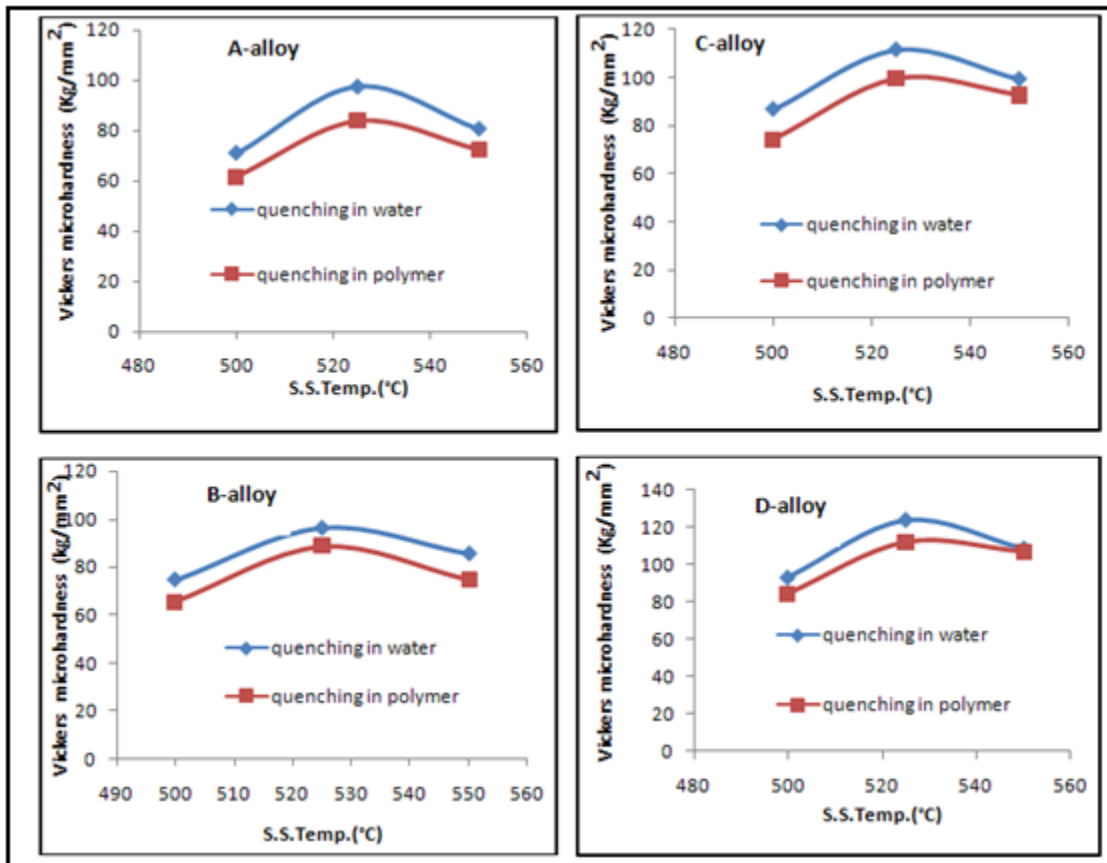 A-alloy
Vickers microhardness (Kg/mm²)
120
100
80
60
40
20
0
quenching in water
quenching in polymer
480 500 520 540 560
S.S.Temp.(°C)
C-alloy
Vickers microhardness (Kg/mm²)
120
100
80
60
40
20
0
quenching in water
quenching in polymer
480 500 520 540 560
S.S.Temp.(°C)
B-alloy
Vickers microhardness (kg/mm²)
120
100
80
60
40
20
0
quenching in water
quenching in polymer
490 500 510 520 530 540 550 560
S.S.Temp.(°C)
D-alloy
Vickers microhardness (Kg/mm²)
140
120
100
80
60
40
20
0
quenching in water
quenching in polymer
480 500 520 540 560
S.S.Temp.(°C)